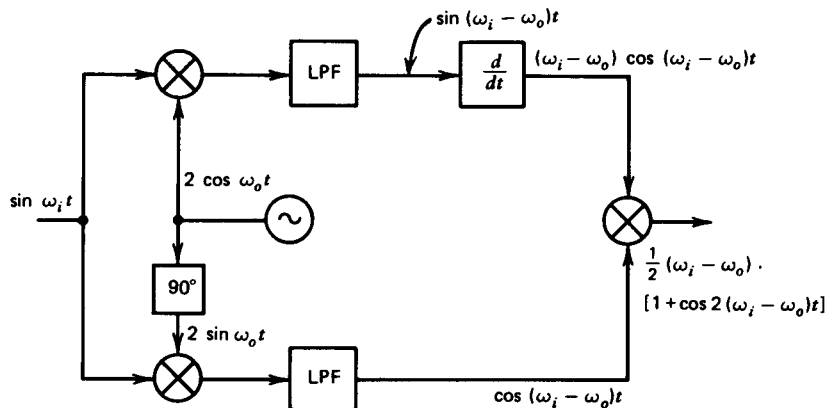 sin (ωᵢ − ωₒ)t
LPF
d/dt
(ωᵢ − ωₒ) cos (ωᵢ − ωₒ)t
2 cos ωₒt
sin ωᵢt
~
1/2 (ωᵢ − ωₒ) ·
[1 + cos 2(ωᵢ − ωₒ)t]
90°
2 sin ωₒt
LPF
cos (ωᵢ − ωₒ)t